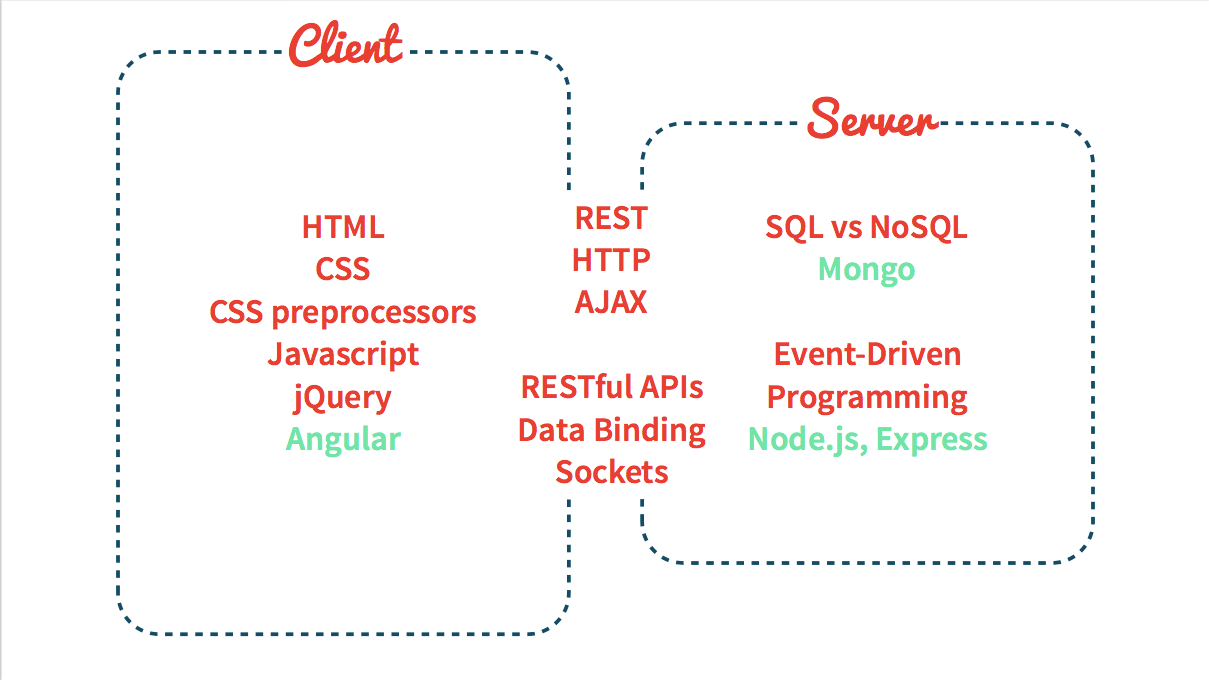 Client
HTML
CSS
CSS preprocessors
Javascript
jQuery
Angular
REST
HTTP
AJAX
RESTful APIs
Data Binding
Sockets
Server
SQL vs NoSQL
Mongo
Event-Driven
Programming
Node.js, Express